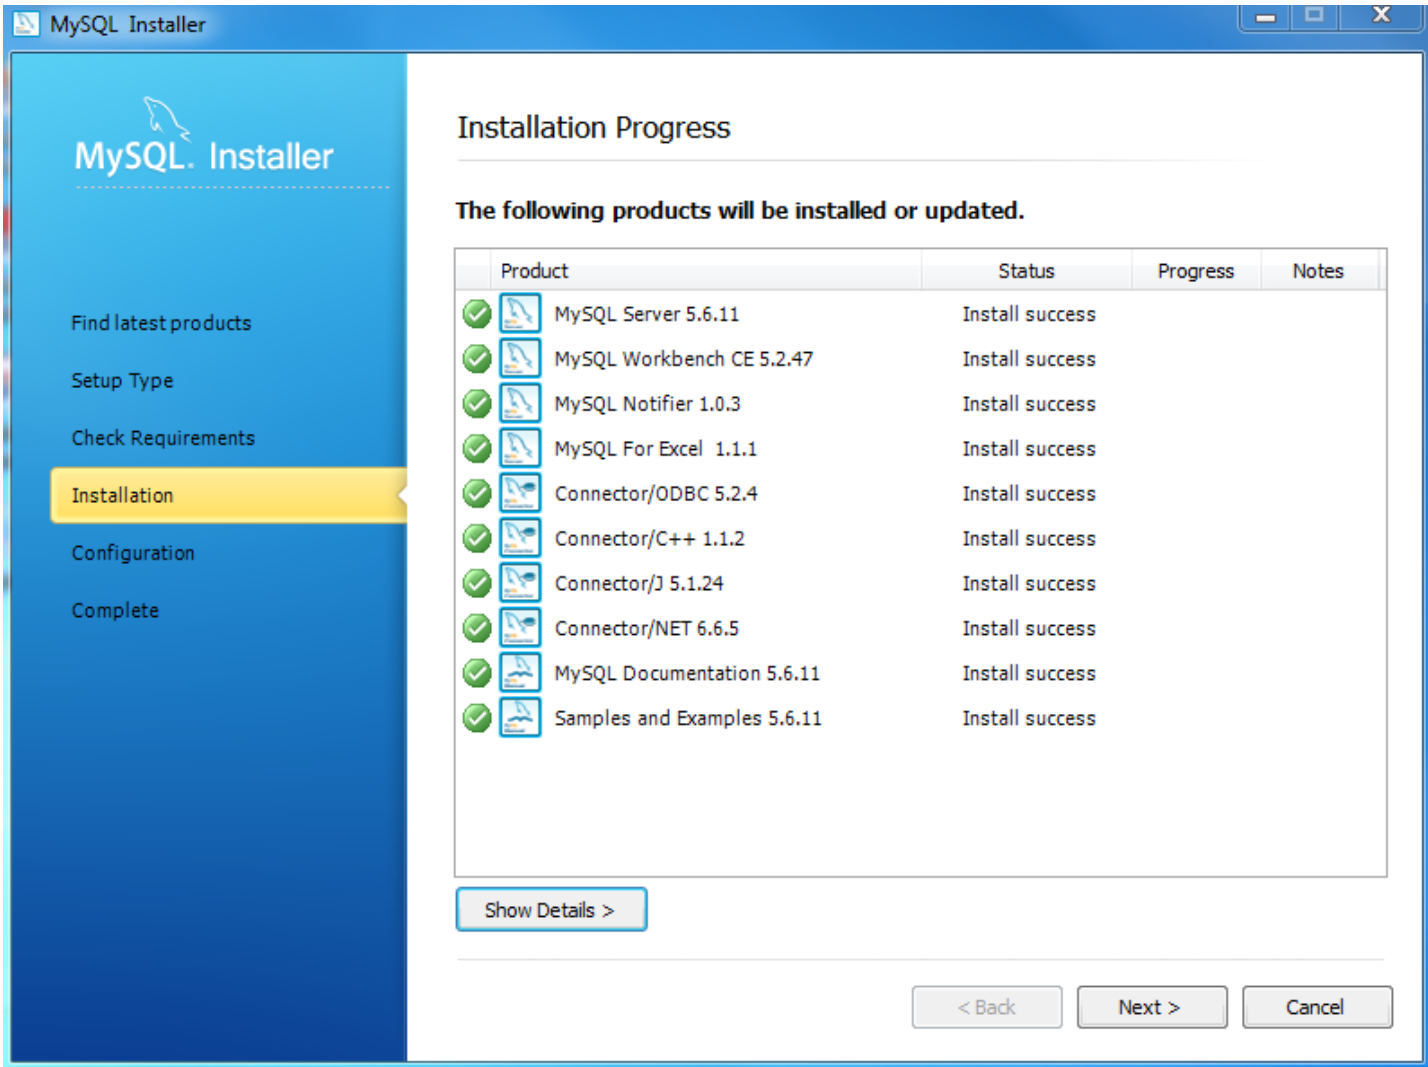 MySQL Installer
MySQL. Installer
Find latest products
Setup Type
Check Requirements
Installation
Configuration
Complete
Installation Progress
The following products will be installed or updated.
Product Status Progress Notes
MySQL Server 5.6.11 Install success
MySQL Workbench CE 5.2.47 Install success
MySQL Notifier 1.0.3 Install success
MySQL For Excel 1.1.1 Install success
Connector/ODBC 5.2.4 Install success
Connector/C++ 1.1.2 Install success
Connector/J 5.1.24 Install success
Connector/NET 6.6.5 Install success
MySQL Documentation 5.6.11 Install success
Samples and Examples 5.6.11 Install success
Show Details >
< Back Next > Cancel